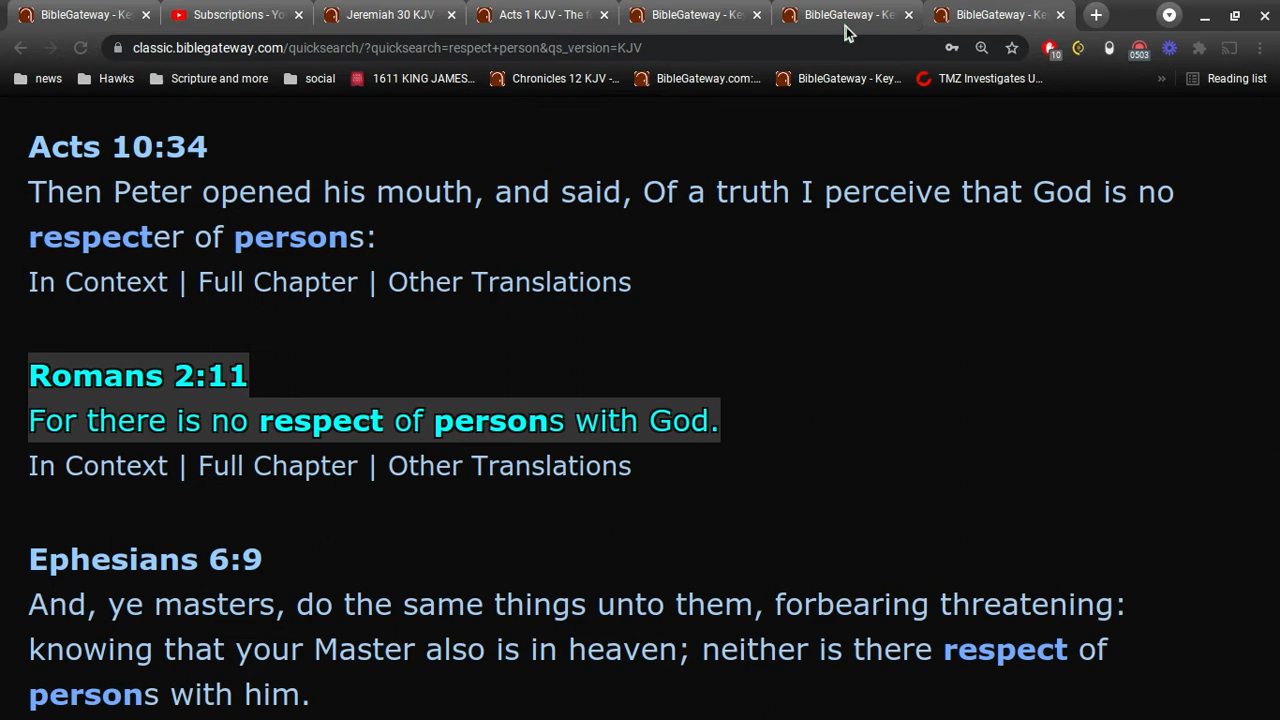 BibleGateway - Ke
Subscriptions - Yo
Jeremiah 30 KJV -
Acts 1 KJV - The f
BibleGateway - Ke
BibleGateway - Ke
BibleGateway - Ke
classic.biblegateway.com/quicksearch/?quicksearch=respect+person&qs_version=KJV
10
0503
news
Hawks
Scripture and more
social
1611 KING JAMES...
Chronicles 12 KJV -...
BibleGateway.com:...
BibleGateway - Key...
TMZ Investigates U...
»
Reading list
Acts 10:34
Then Peter opened his mouth, and said, Of a truth I perceive that God is no
respecter of persons:
In Context | Full Chapter | Other Translations
Romans 2:11
For there is no respect of persons with God.
In Context | Full Chapter | Other Translations
Ephesians 6:9
And, ye masters, do the same things unto them, forbearing threatening:
knowing that your Master also is in heaven; neither is there respect of
persons with him.